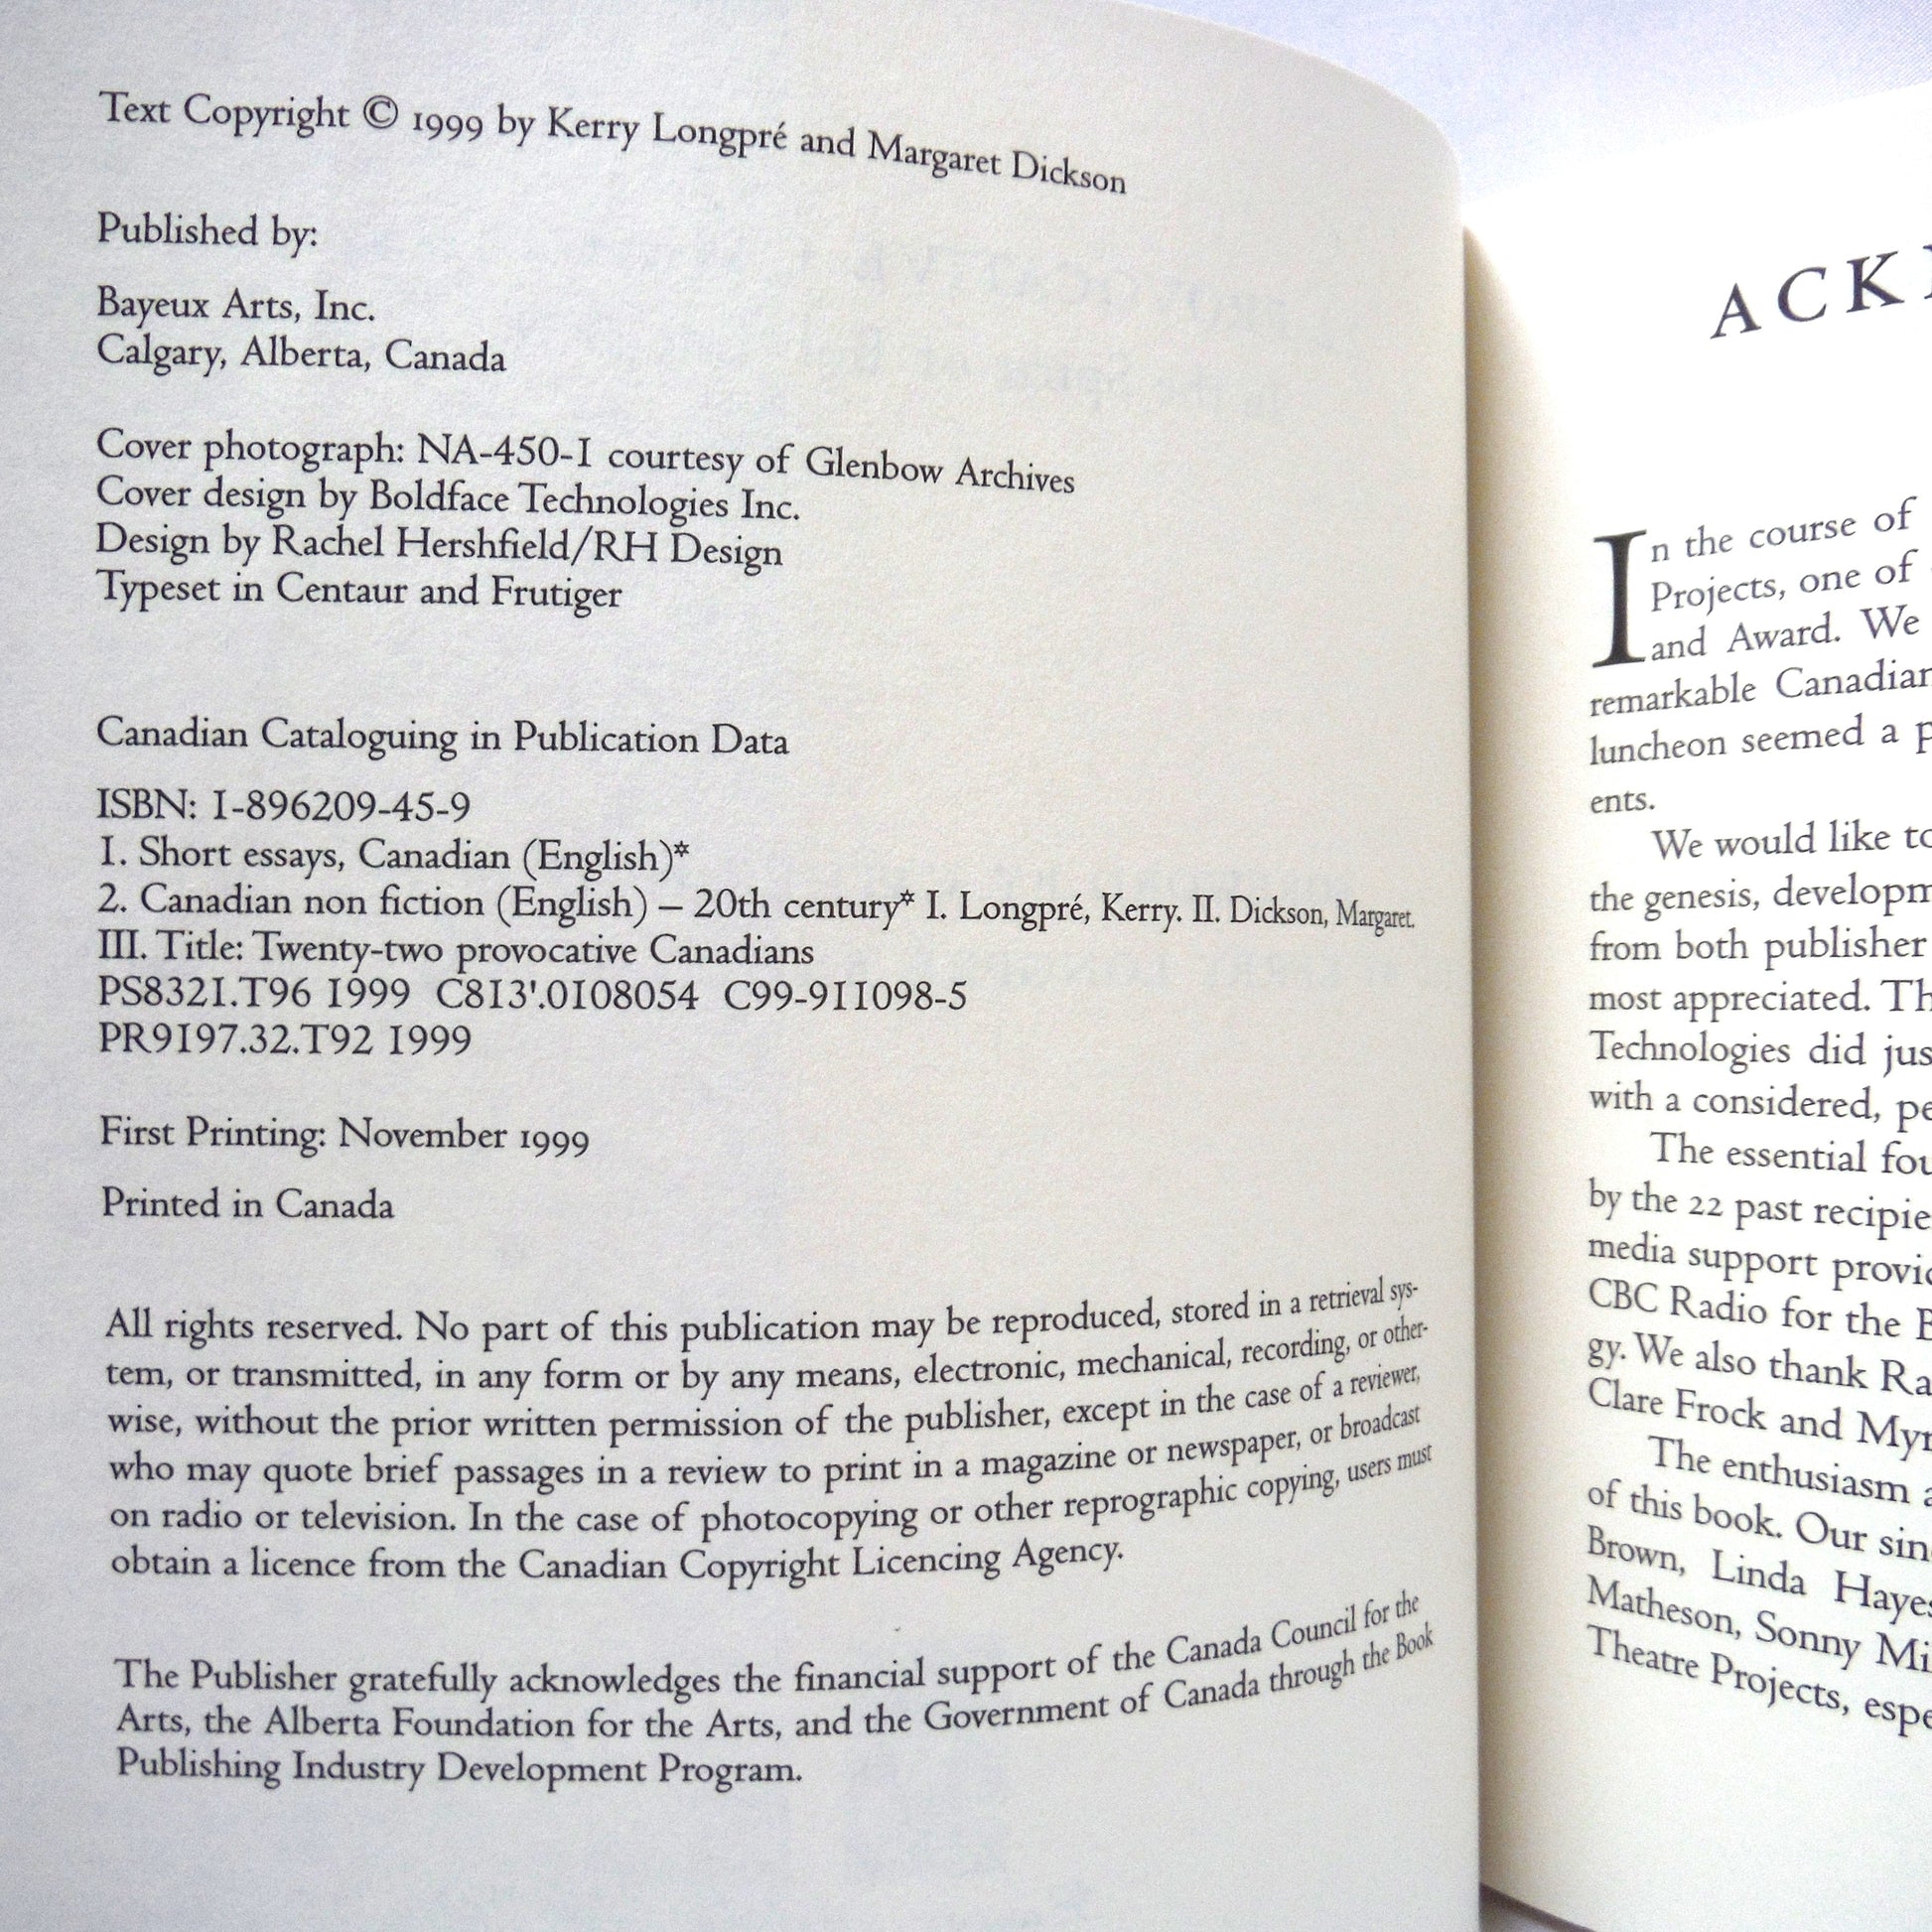 Text Copyright © 1999 by Kerry Longpré and Margaret Dickson
Published by:
Bayeux Arts, Inc.
Calgary, Alberta, Canada
Cover photograph: NA-450-1 courtesy of Glenbow Archives
Cover design by Boldface Technologies Inc.
Design by Rachel Hershfield/RH Design
Typeset in Centaur and Frutiger
Canadian Cataloguing in Publication Data
ISBN: 1-896209-45-9
1. Short essays, Canadian (English)*
2. Canadian non fiction (English) – 20th century* I. Longpré, Kerry. II. Dickson, Margaret.
III. Title: Twenty-two provocative Canadians
PS8321.T96 1999 C813'.0108054 C99-911098-5
PR9197.32.T92 1999
First Printing: November 1999
Printed in Canada
All rights reserved. No part of this publication may be reproduced, stored in a retrieval sys-
tem, or transmitted, in any form or by any means, electronic, mechanical, recording, or other-
wise, without the prior written permission of the publisher, except in the case of a reviewer,
who may quote brief passages in a review to print in a magazine or newspaper, or broadcast
on radio or television. In the case of photocopying or other reprographic copying, users must
obtain a licence from the Canadian Copyright Licencing Agency.
The Publisher gratefully acknowledges the financial support of the Canada Council for the
Arts, the Alberta Foundation for the Arts, and the Government of Canada through the Book
Publishing Industry Development Program.
ACK
In the course of
Projects, one of
and Award. We
remarkable Canadian
luncheon seemed a p
ents.
We would like to
the genesis, developm
from both publisher
most appreciated. Th
Technologies did jus
with a considered, pe
The essential fou
by the 22 past recipie
media support provid
CBC Radio for the B
gy. We also thank Ra
Clare Frock and Myr
The enthusiasm a
of this book. Our sin
Brown, Linda Hayes
Matheson, Sonny Mi
Theatre Projects, espe